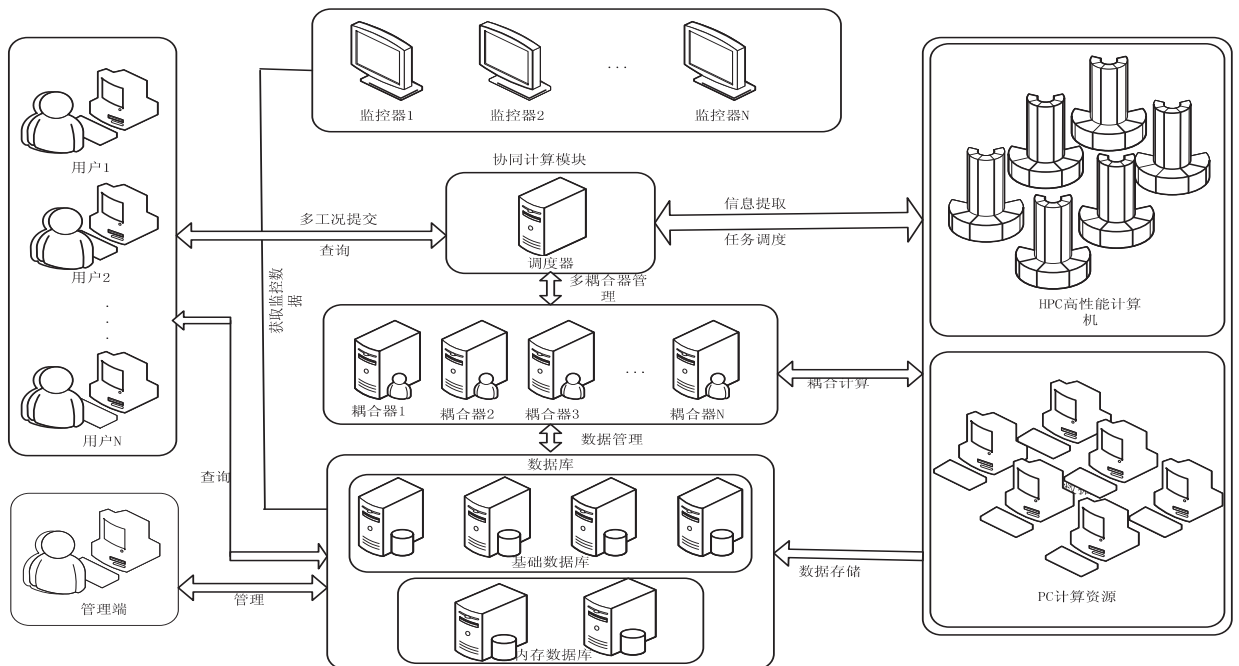 监控器1
监控器2
...
监控器N
用户1
用户2
.
.
.
用户N
协同计算模块
调度器
多工况提交
查询
信息提取
任务调度
多耦合器管
理
获取监控数
据
HPC高性能计算
机
耦合器1
耦合器2
耦合器3
...
耦合器N
耦合计算
数据管理
查询
数据库
基础数据库
内存数据库
数据存储
管理端
管理
PC计算资源